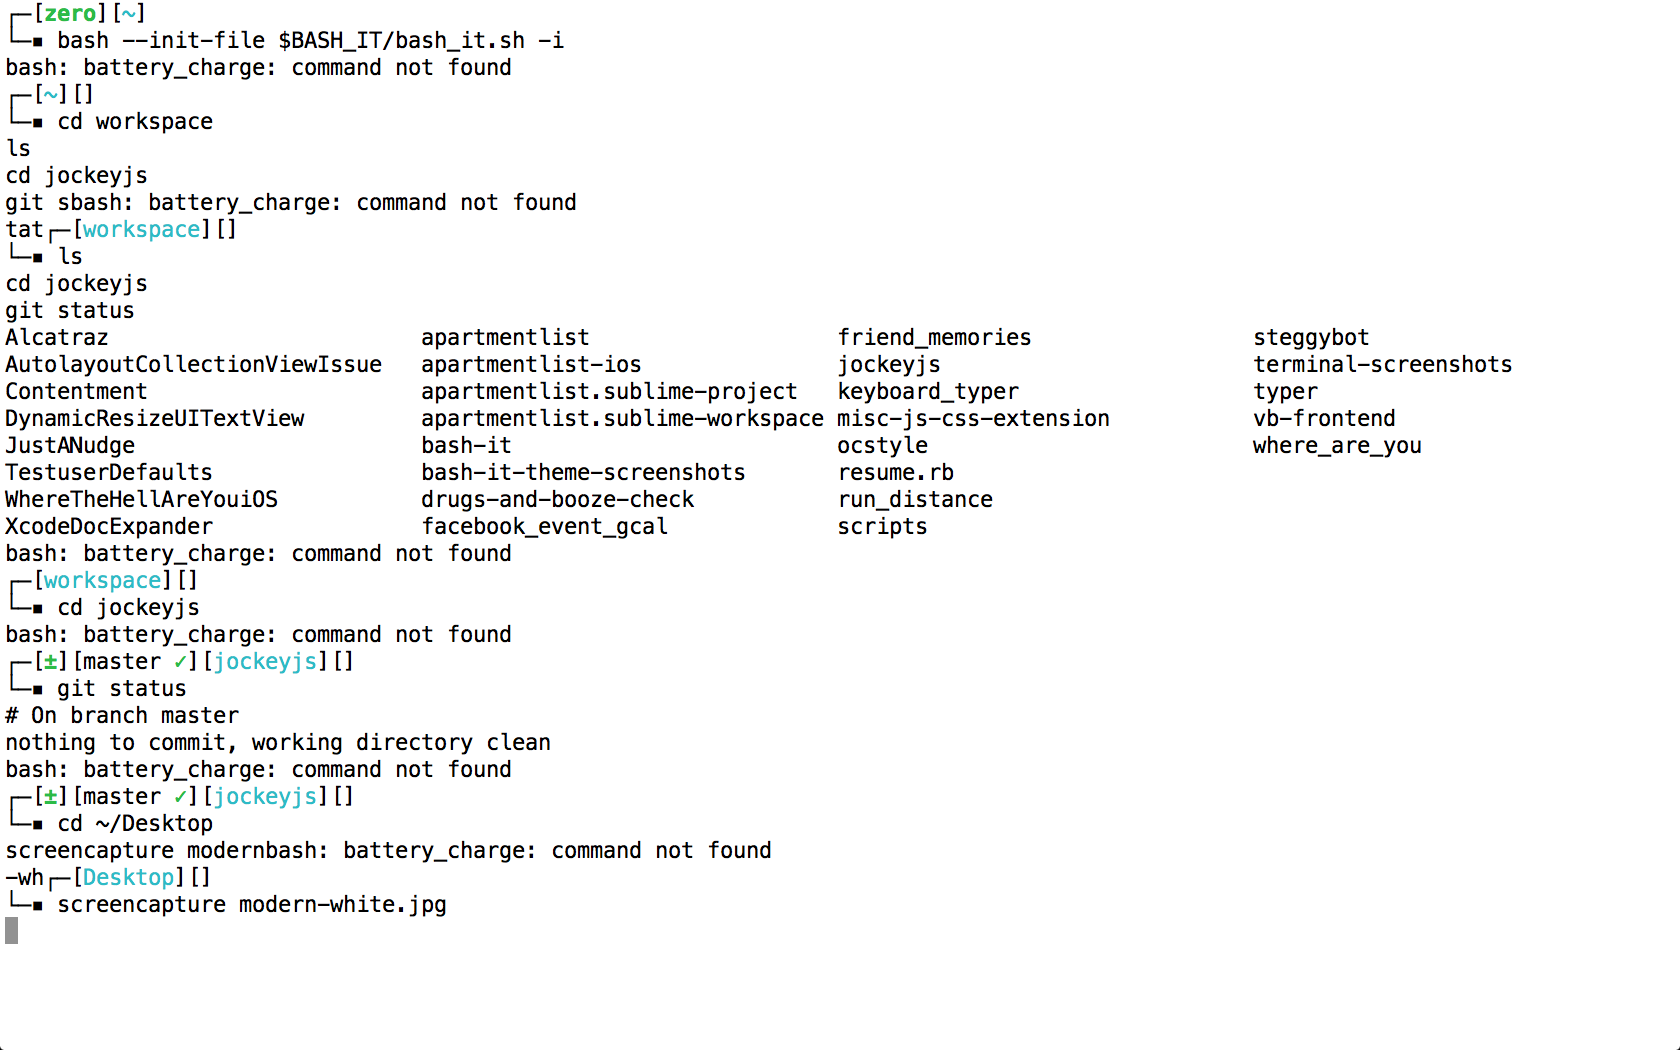 ┌─[zero][~]
└─▪ bash --init-file $BASH_IT/bash_it.sh -i
bash: battery_charge: command not found
┌─[~][]
└─▪ cd workspace
ls
cd jockeyjs
git sbash: battery_charge: command not found
tat┌─[workspace][]
└─▪ ls
cd jockeyjs
git status
Alcatraz                        apartmentlist                   friend_memories                 steggybot
AutolayoutCollectionViewIssue   apartmentlist-ios               jockeyjs                        terminal-screenshots
Contentment                     apartmentlist.sublime-project   keyboard_typer                  typer
DynamicResizeUITextView         apartmentlist.sublime-workspace misc-js-css-extension           vb-frontend
JustANudge                      bash-it                         ocstyle                         where_are_you
TestuserDefaults                bash-it-theme-screenshots       resume.rb
WhereTheHellAreYouiOS           drugs-and-booze-check           run_distance
XcodeDocExpander                facebook_event_gcal             scripts
bash: battery_charge: command not found
┌─[workspace][]
└─▪ cd jockeyjs
bash: battery_charge: command not found
┌─[±][master ✓][jockeyjs][]
└─▪ git status
# On branch master
nothing to commit, working directory clean
bash: battery_charge: command not found
┌─[±][master ✓][jockeyjs][]
└─▪ cd ~/Desktop
screencapture modernbash: battery_charge: command not found
-wh┌─[Desktop][]
└─▪ screencapture modern-white.jpg